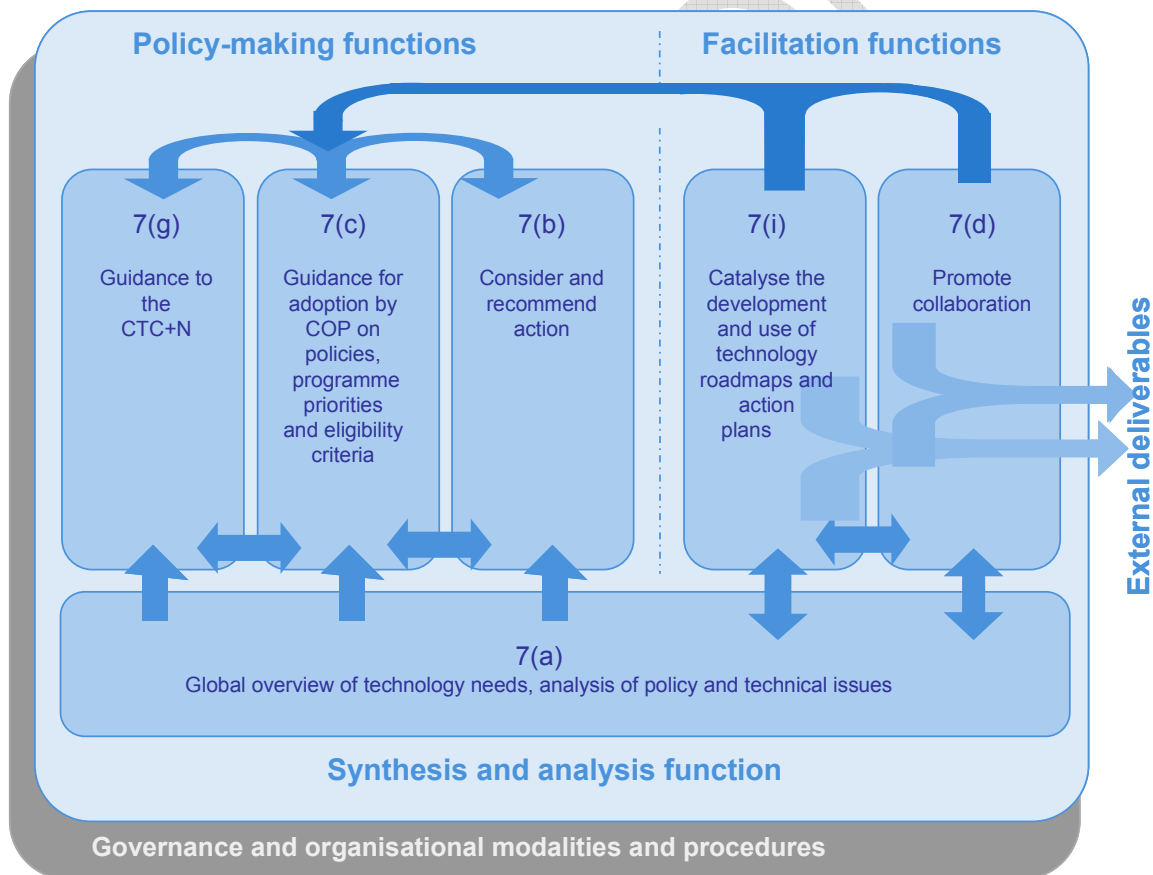 Policy-making functions
Facilitation functions
7(g)
Guidance to
the
CTC+N
7(c)
Guidance for
adoption by
COP on
policies,
programme
priorities
and eligibility
criteria
7(b)
Consider and
recommend
action
7(i)
Catalyse the
development
and use of
technology
roadmaps and
action
plans
7(d)
Promote
collaboration
External deliverables
7(a)
Global overview of technology needs, analysis of policy and technical issues
Synthesis and analysis function
Governance and organisational modalities and procedures